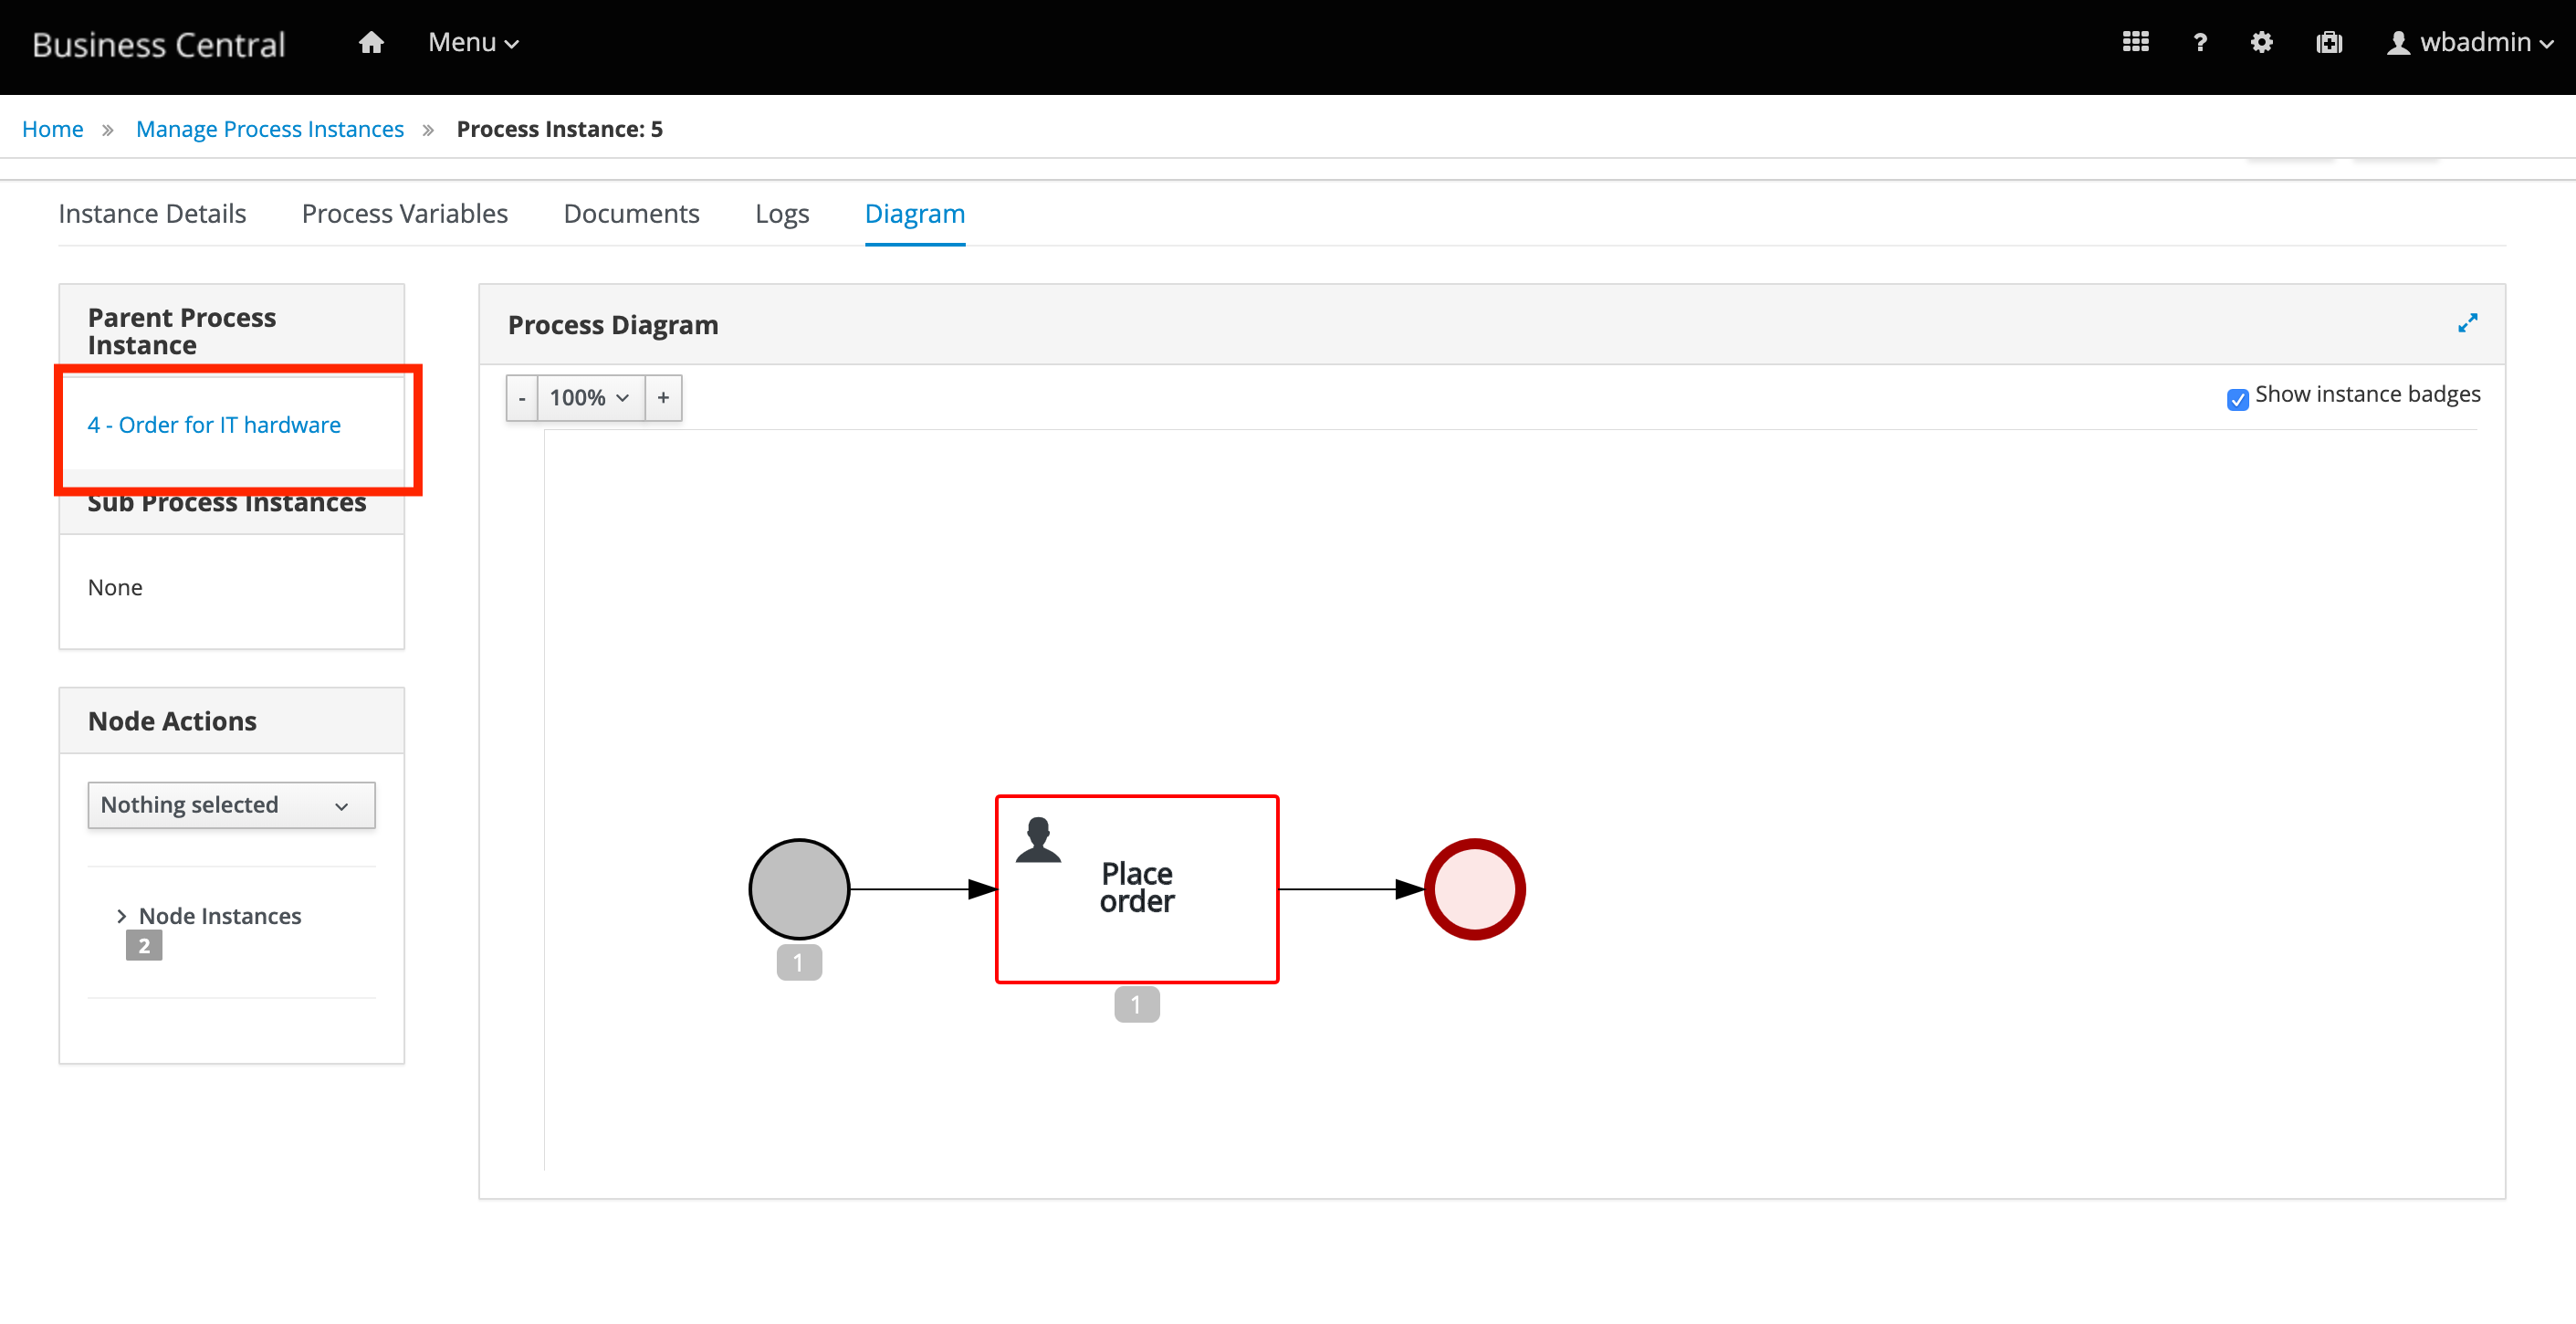 Business Central
Menu
?
wbadmin
Home » Manage Process Instances » Process Instance: 5
Instance Details
Process Variables
Documents
Logs
Diagram
Parent Process
Instance
4 - Order for IT hardware
Sub Process Instances
None
Node Actions
Nothing selected
Node Instances
2
Process Diagram
- 100% +
Show instance badges
Place
order
1
1